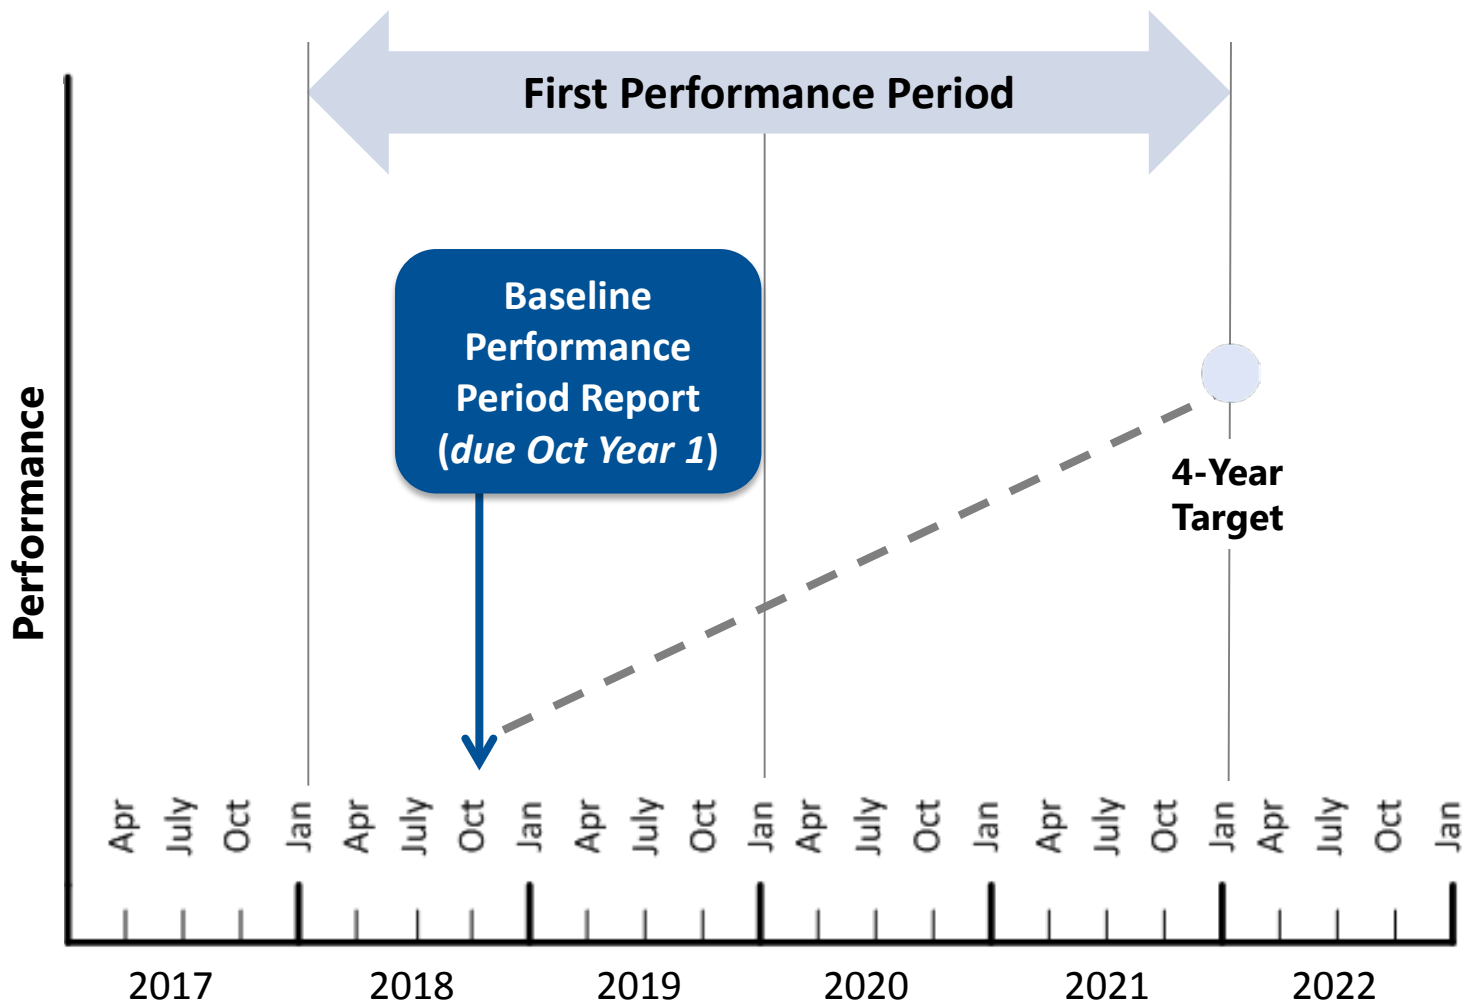 First Performance Period
Baseline
Performance
Period Report
(due Oct Year 1)
4-Year
Target
Performance
Apr July Oct Jan Apr July Oct Jan Apr July Oct Jan Apr July Oct Jan Apr July Oct Jan Apr July Oct Jan
2017 2018 2019 2020 2021 2022